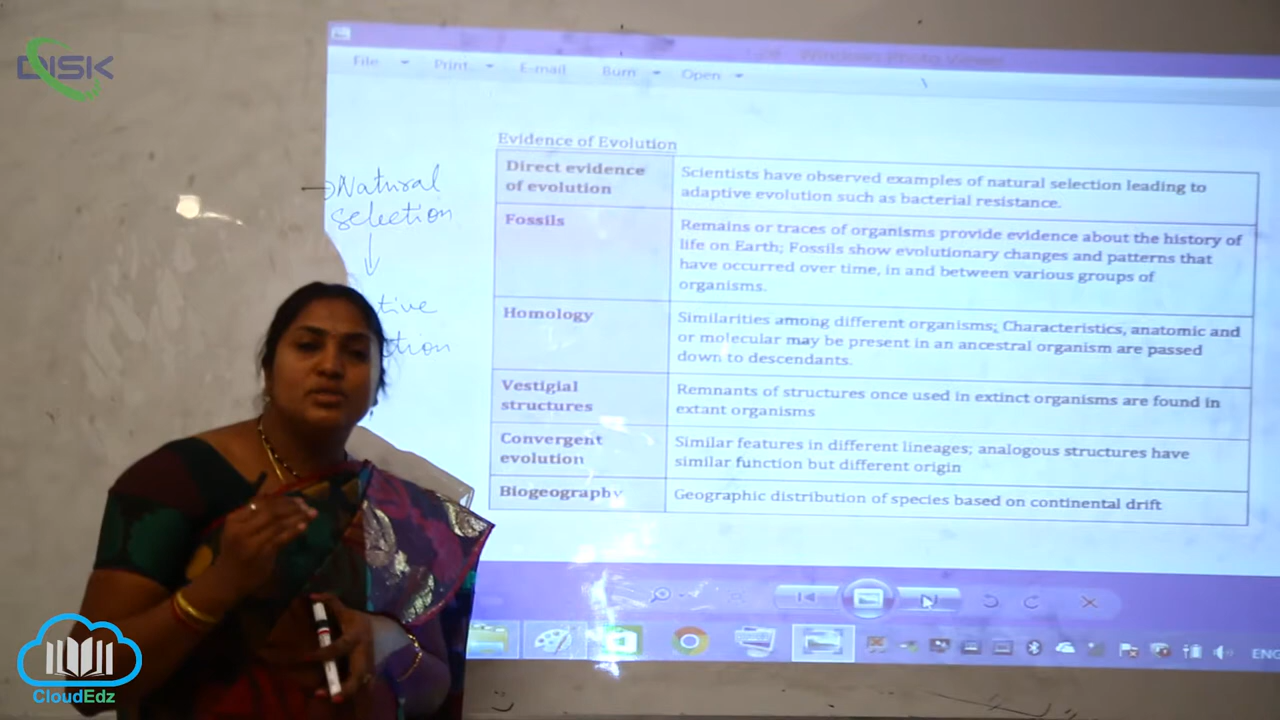 DISK
Windows Photo Viewer
File Print E-mail Burn Open
Evidence of Evolution
Direct evidence
of evolution
Scientists have observed examples of natural selection leading to
adaptive evolution such as bacterial resistance.
Fossils
Remains or traces of organisms provide evidence about the history of
life on Earth; Fossils show evolutionary changes and patterns that
have occurred over time, in and between various groups of
organisms.
Homology
Similarities among different organisms; Characteristics, anatomic and
or molecular may be present in an ancestral organism are passed
down to descendants.
Vestigial
structures
Remnants of structures once used in extinct organisms are found in
extant organisms
Convergent
evolution
Similar features in different lineages; analogous structures have
similar function but different origin
Biogeography
Geographic distribution of species based on continental drift
Natural
selection
tive
tion
ENG
CloudEdz